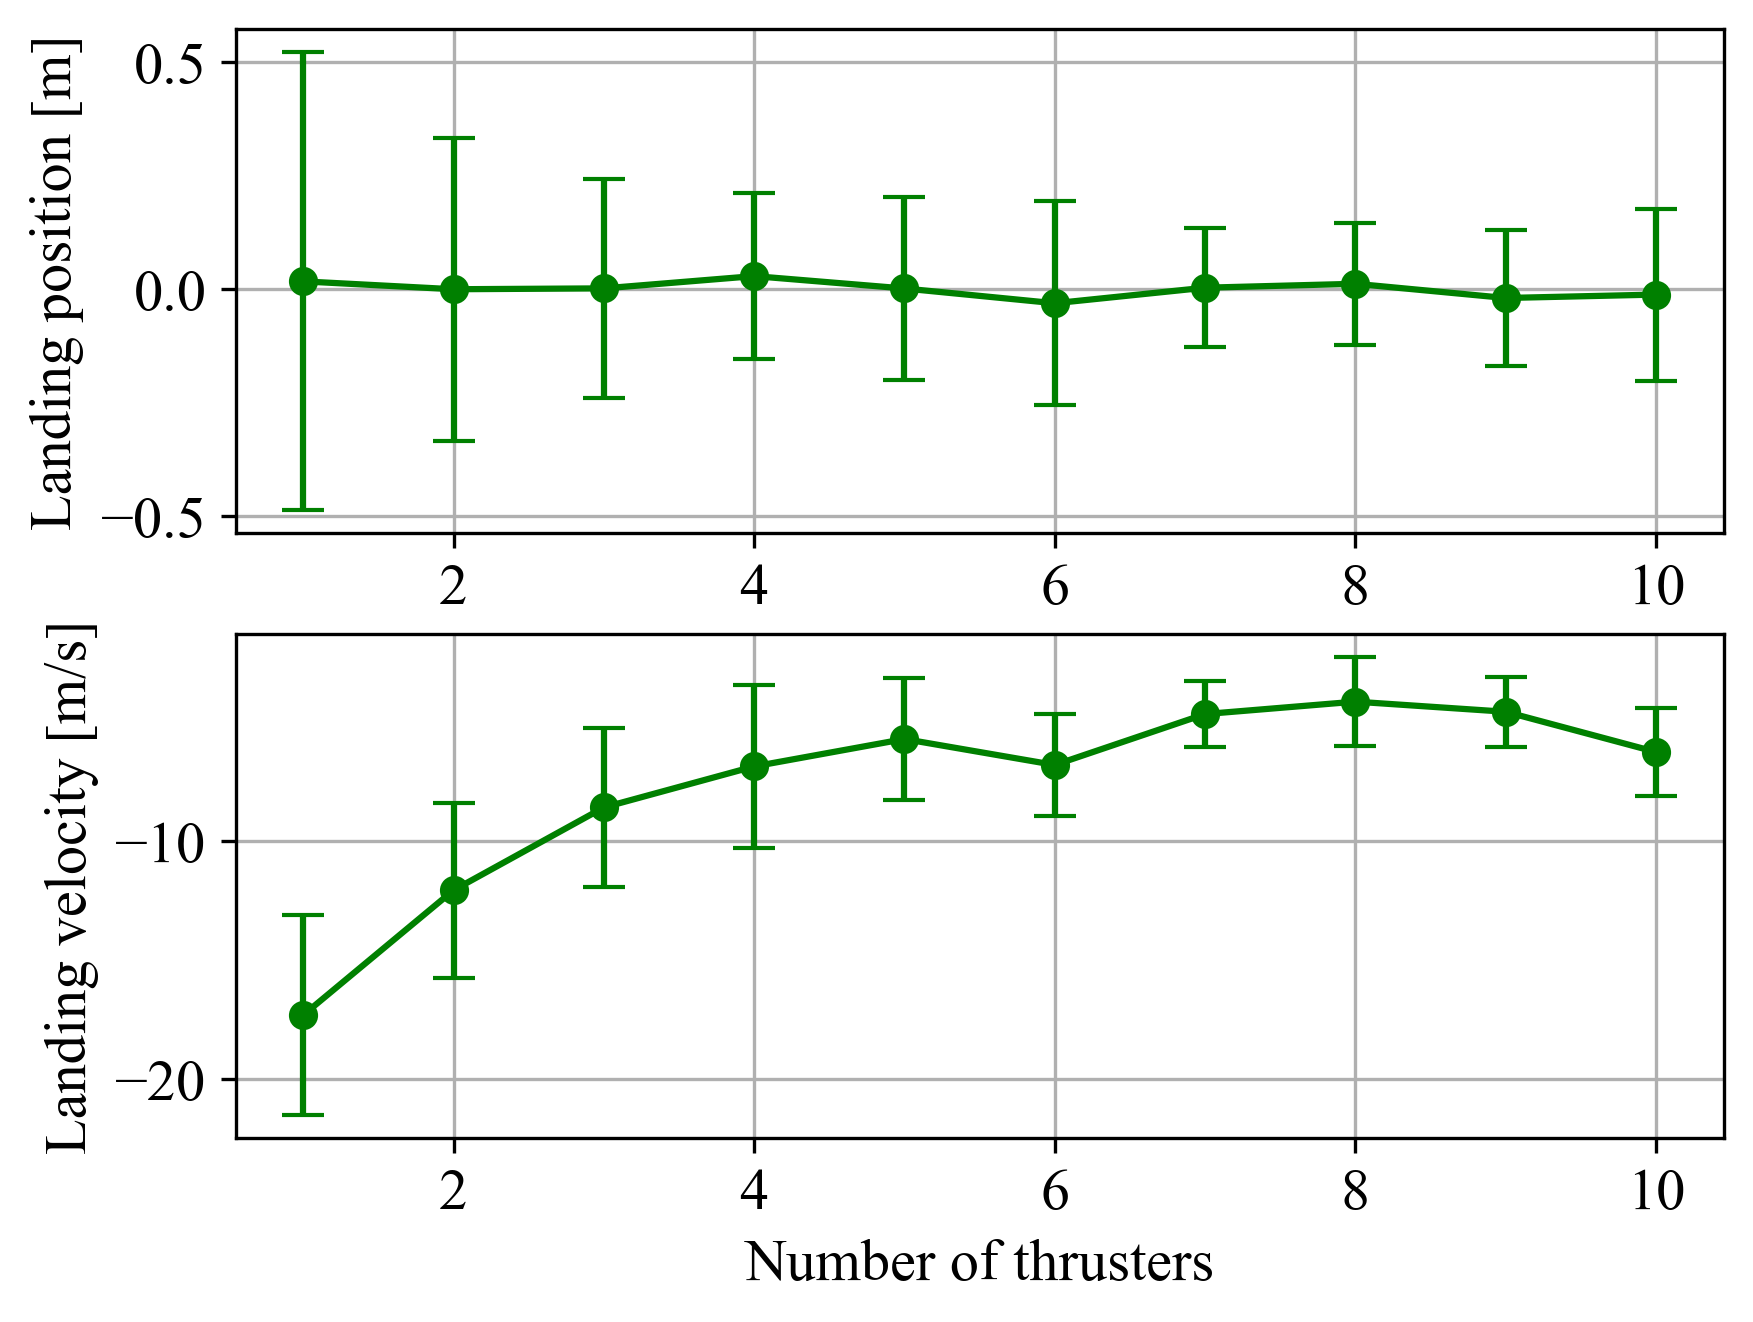 Landing position [m]
0.5
0.0
−0.5
2 4 6 8 10
Landing velocity [m/s]
−10
−20
2 4 6 8 10
Number of thrusters